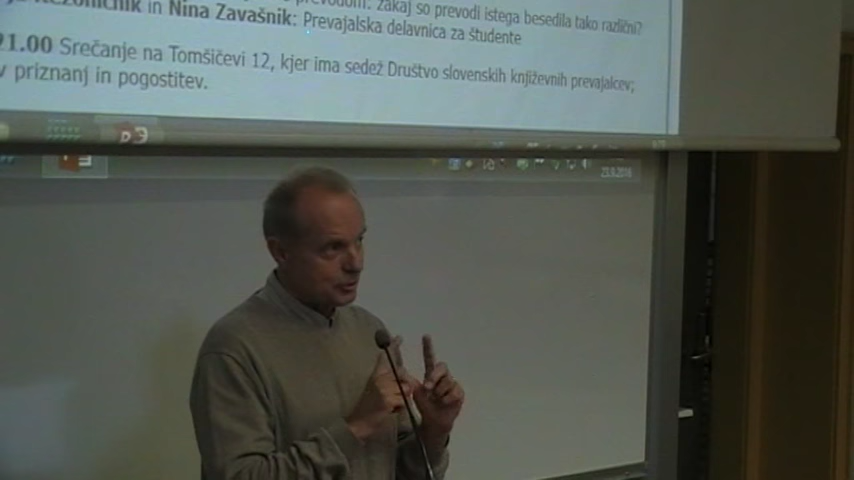 in Nina Zavašnik: Prevajalska delavnica za študente
prevodom: zakaj so prevodi istega besedila tako različni?
21.00 Srečanje na Tomšičevi 12, kjer ima sedež Društvo slovenskih književnih prevajalcev;
v priznanj in pogostitev.